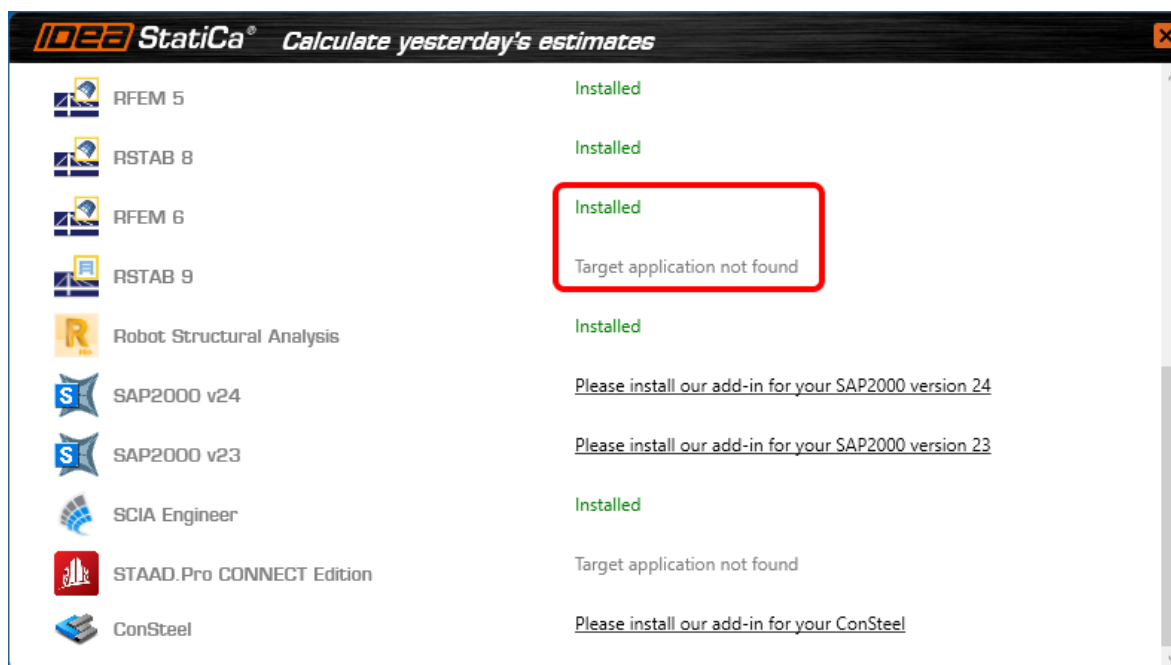 IDEA StatiCa® Calculate yesterday's estimates
RFEM 5 Installed
RSTAB 8 Installed
RFEM 6 Installed
RSTAB 9 Target application not found
Robot Structural Analysis Installed
SAP2000 v24 Please install our add-in for your SAP2000 version 24
SAP2000 v23 Please install our add-in for your SAP2000 version 23
SCIA Engineer Installed
STAAD.Pro CONNECT Edition Target application not found
ConSteel Please install our add-in for your ConSteel